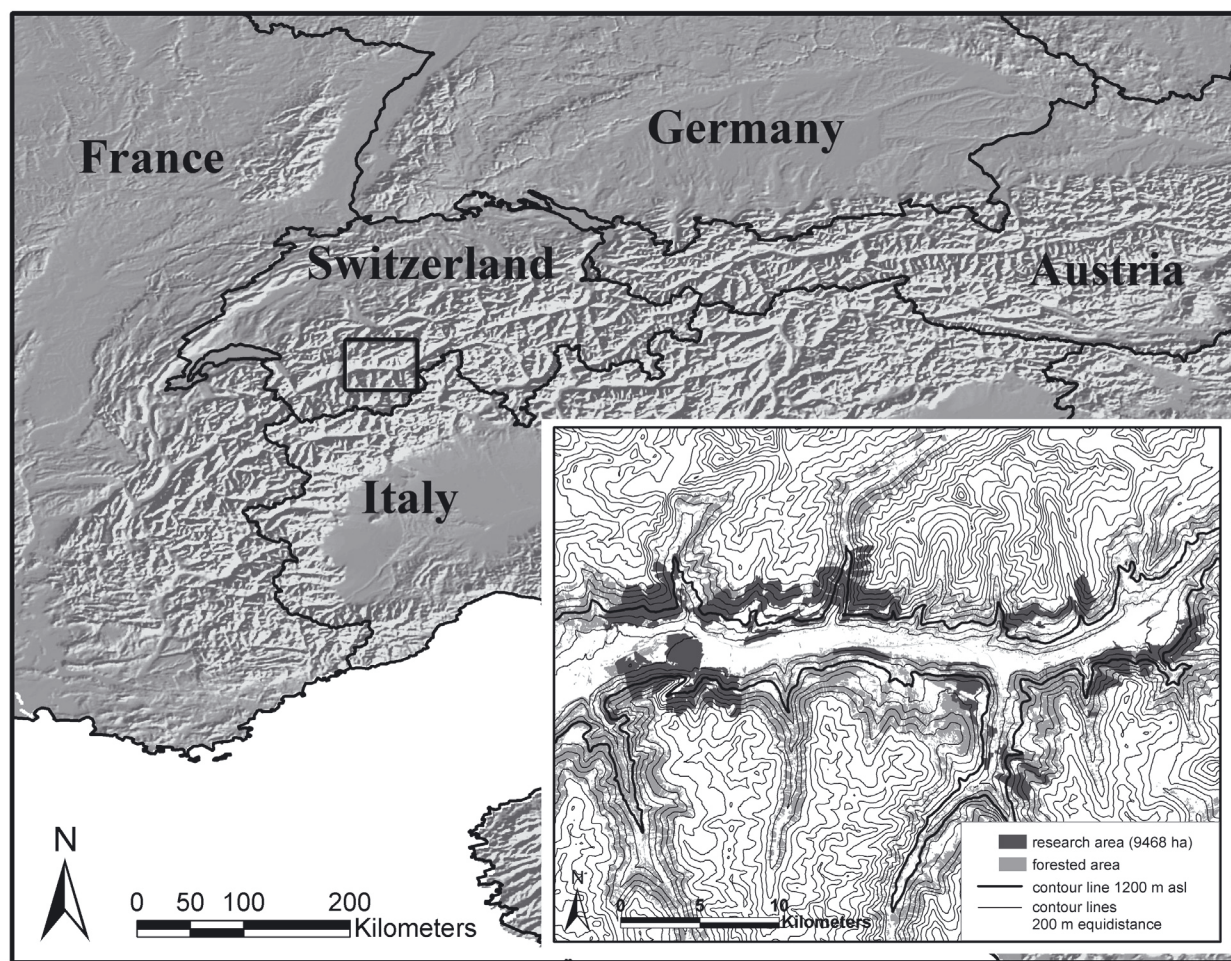 Germany
France
Switzerland
Austria
Italy
N
0 50 100 200
Kilometers
research area (9468 ha)
forested area
contour line 1200 m asl
contour lines
200 m equidistance
N
0 5 10
Kilometers